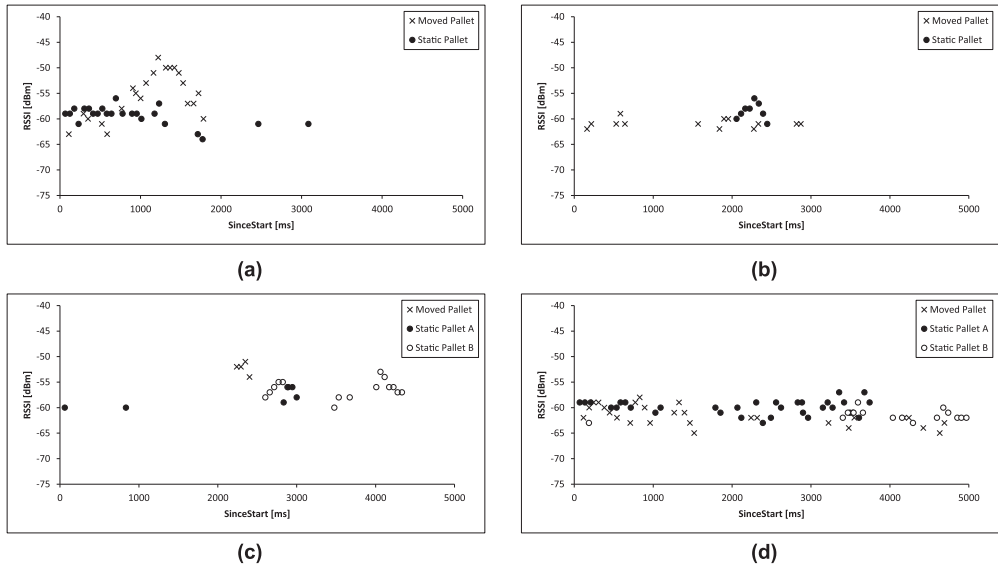 -40
-45
-50
-55
-60
-65
-70
-75
RSSI [dBm]
0 1000 2000 3000 4000 5000
SinceStart [ms]
Moved Pallet
Static Pallet
(a)
-40
-45
-50
-55
-60
-65
-70
-75
RSSI [dBm]
0 1000 2000 3000 4000 5000
SinceStart [ms]
Moved Pallet
Static Pallet
(b)
-40
-45
-50
-55
-60
-65
-70
-75
RSSI [dBm]
0 1000 2000 3000 4000 5000
SinceStart [ms]
Moved Pallet
Static Pallet A
Static Pallet B
(c)
-40
-45
-50
-55
-60
-65
-70
-75
RSSI [dBm]
0 1000 2000 3000 4000 5000
SinceStart [ms]
Moved Pallet
Static Pallet A
Static Pallet B
(d)